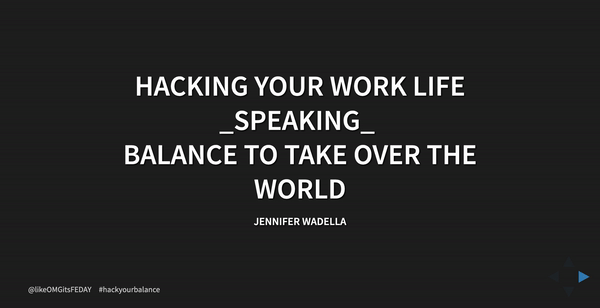 HACKING YOUR WORK LIFE
_SPEAKING_
BALANCE TO TAKE OVER THE
WORLD
JENNIFER WADELLA
@likeOMGitsFEDAY #hackyourbalance